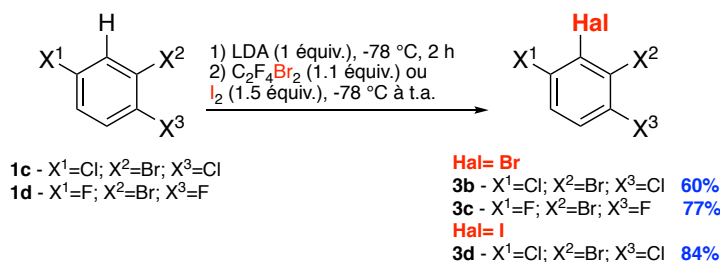 H
X¹
X²
X³
1) LDA (1 équiv.), -78 °C, 2 h
2) C₂F₄Br₂ (1.1 équiv.) ou
I₂ (1.5 équiv.), -78 °C à t.a.
Hal
X¹
X²
X³
1c - X¹=Cl; X²=Br; X³=Cl
1d - X¹=F; X²=Br; X³=F
Hal= Br
3b - X¹=Cl; X²=Br; X³=Cl 60%
3c - X¹=F; X²=Br; X³=F 77%
Hal= I
3d - X¹=Cl; X²=Br; X³=Cl 84%